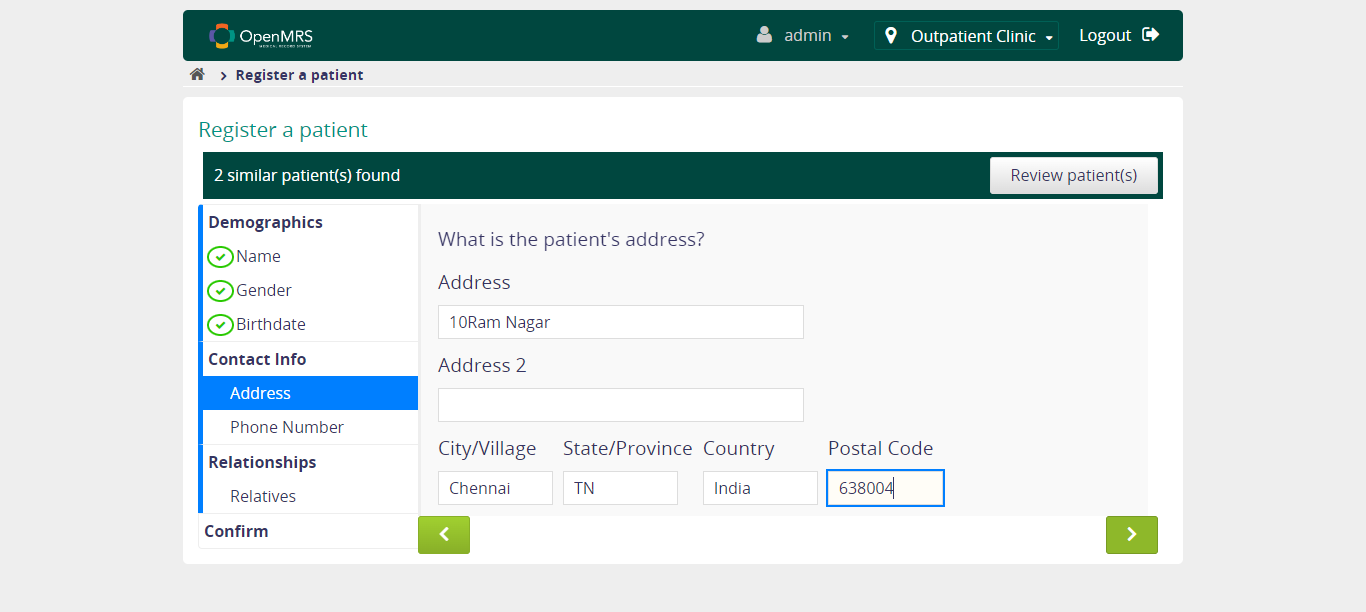 OpenMRS
MEDICAL RECORD SYSTEM
admin
Outpatient Clinic
Logout
Register a patient
Register a patient
2 similar patient(s) found
Review patient(s)
Demographics
Name
Gender
Birthdate
Contact Info
Address
Phone Number
Relationships
Relatives
Confirm
What is the patient's address?
Address
10Ram Nagar
Address 2
City/Village State/Province Country Postal Code
Chennai TN India 638004